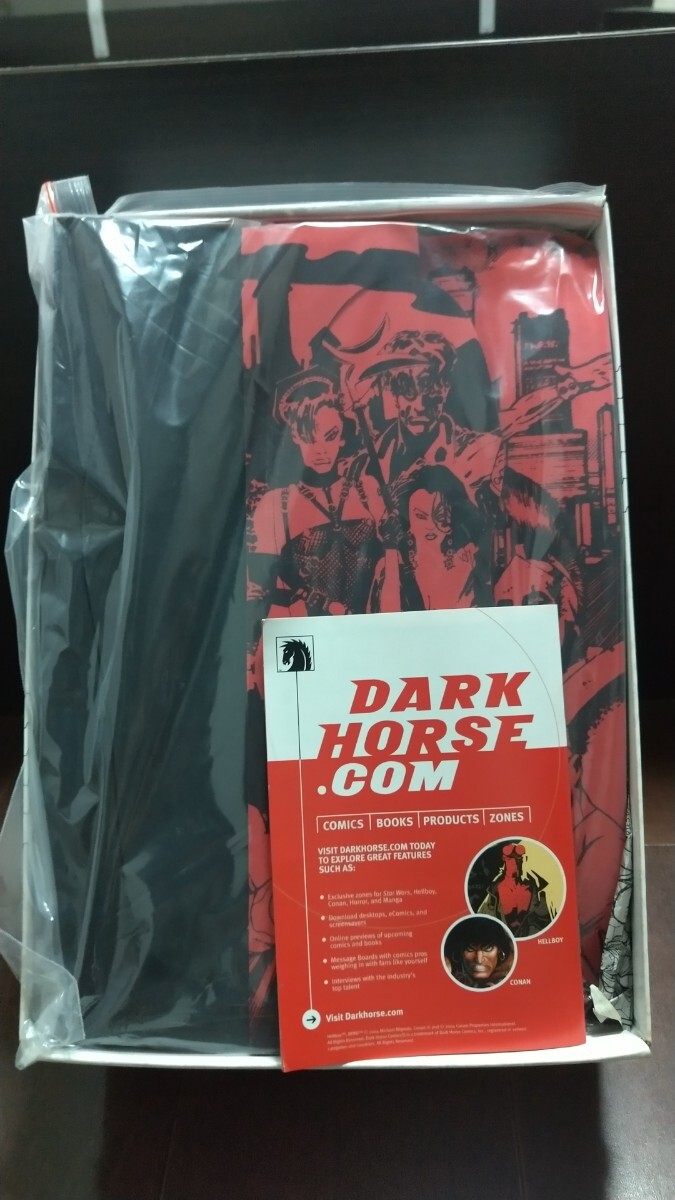 DARK
HORSE
.COM
COMICS | BOOKS | PRODUCTS | ZONES
VISIT DARKHORSE.COM TODAY
TO EXPLORE GREAT FEATURES
SUCH AS:
Exclusive zones for Star Wars, Hellboy,
Conan, Horror, and Manga
Download desktops, eComics, and
screensavers
Online previews of upcoming
comics and books
Message Boards with comics pros
weighing in with fans like yourself
Interviews with the industry's
top talent
HELLBOY
CONAN
Visit Darkhorse.com
All Rights Reserved.